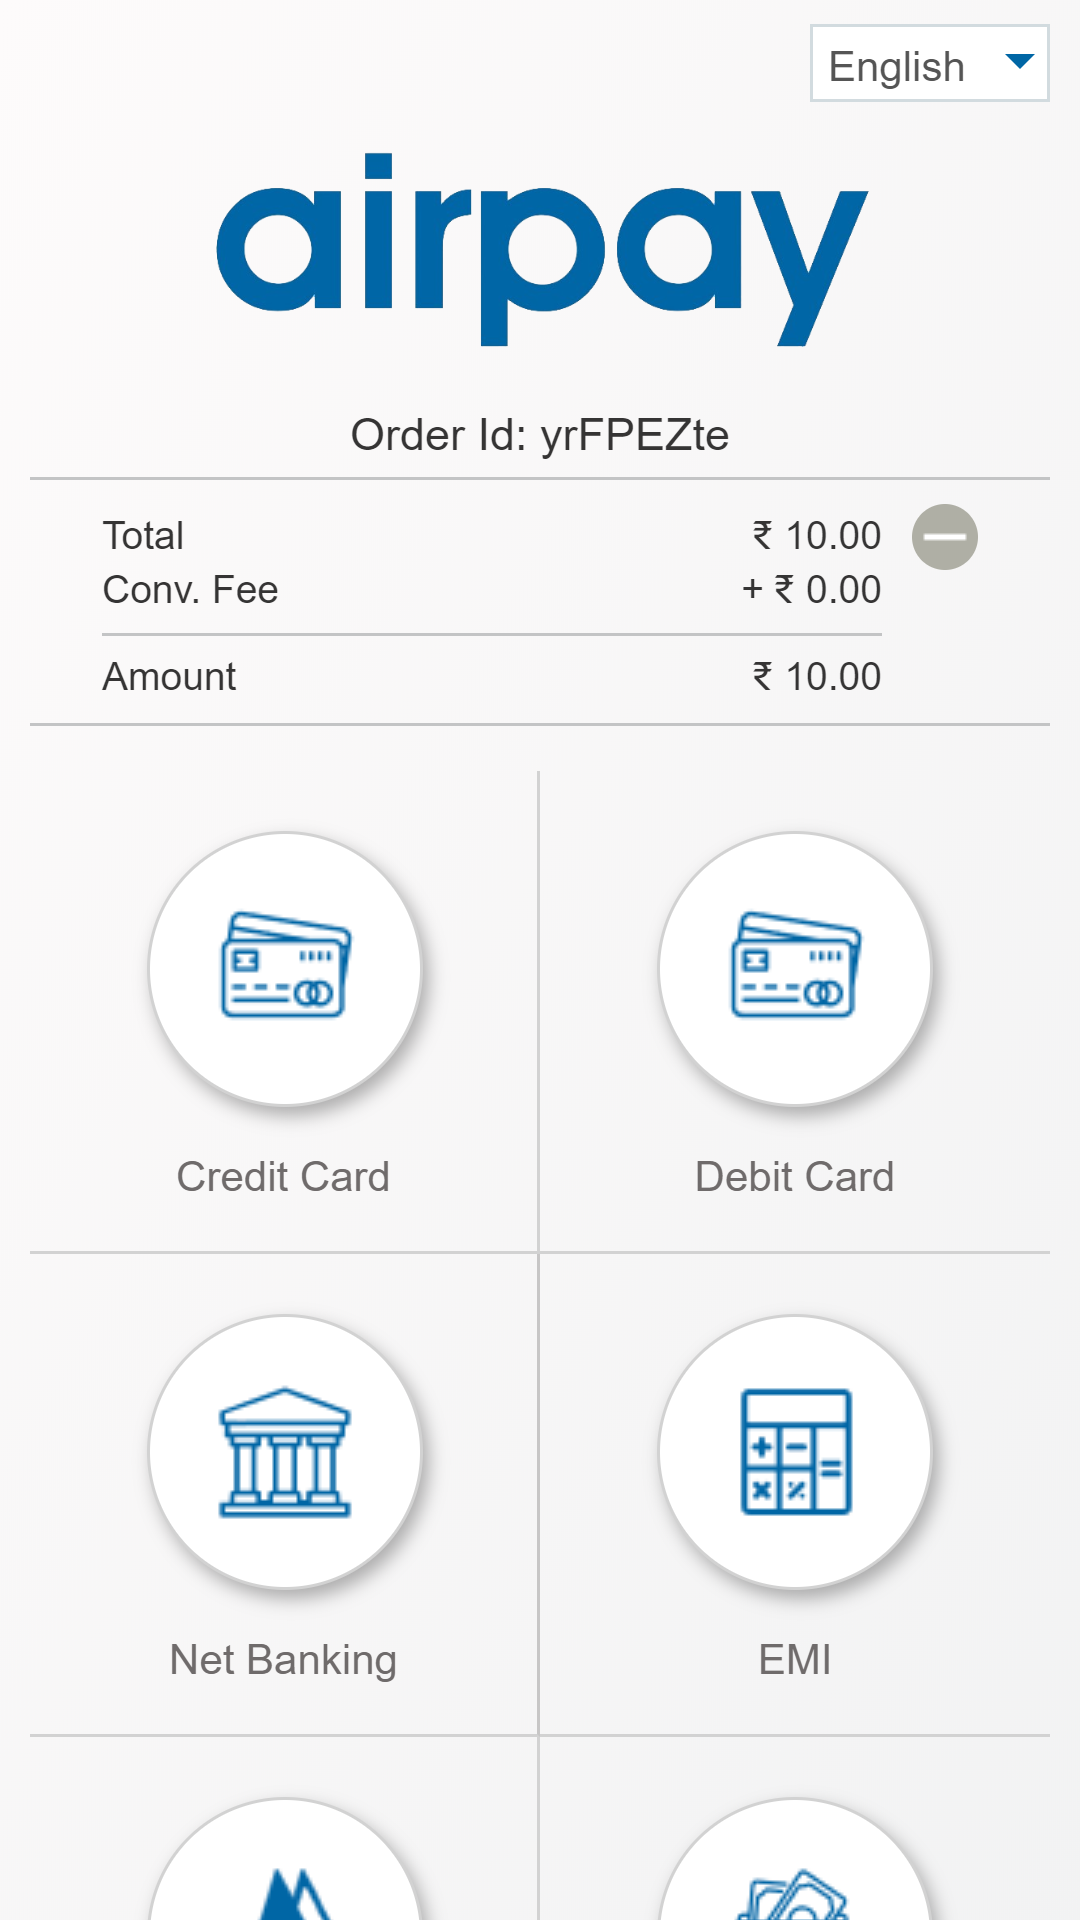 English
airpay
Order Id: yrFPEZte
Total ₹ 10.00
Conv. Fee + ₹ 0.00
Amount ₹ 10.00
Credit Card Debit Card
Net Banking EMI